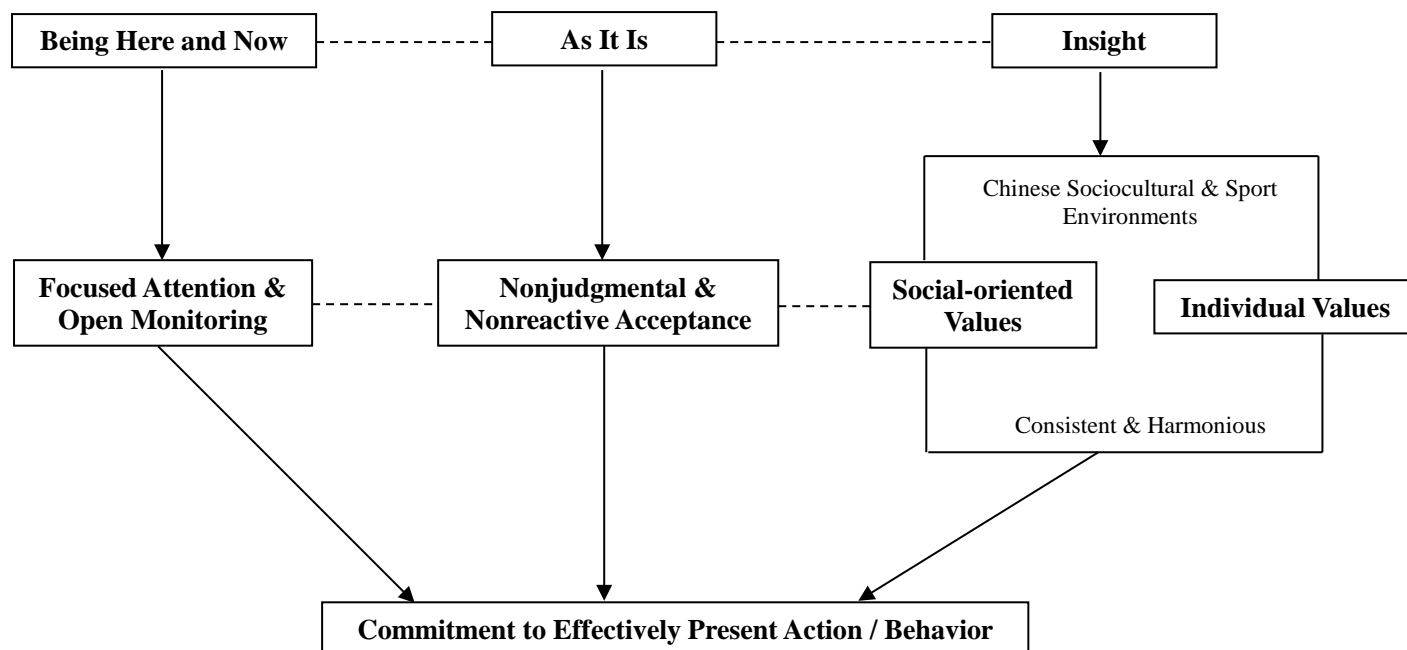 Being Here and Now
As It Is
Insight
Chinese Sociocultural & Sport
Environments
Focused Attention &
Open Monitoring
Nonjudgmental &
Nonreactive Acceptance
Social-oriented
Values
Individual Values
Consistent & Harmonious
Commitment to Effectively Present Action / Behavior